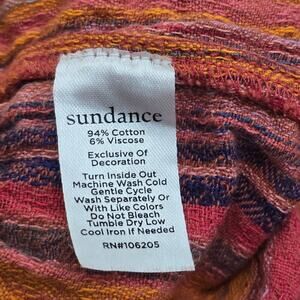 sundance
94% Cotton
6% Viscose
Exclusive Of
Decoration
Turn Inside Out
Machine Wash Cold
Gentle Cycle
Wash Separately Or
With Like Colors
Do Not Bleach
Tumble Dry Low
Cool Iron If Needed
RN#106205